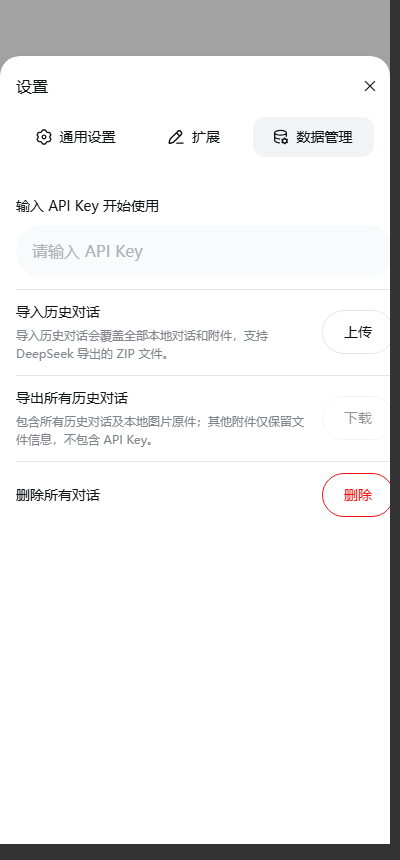 设置
通用设置
扩展
数据管理
输入 API Key 开始使用
请输入 API Key
导入历史对话
导入历史对话会覆盖全部本地对话和附件，支持
DeepSeek 导出的 ZIP 文件。
上传
导出所有历史对话
包含所有历史对话及本地图片原件；其他附件仅保留文
件信息，不包含 API Key。
下载
删除所有对话
删除